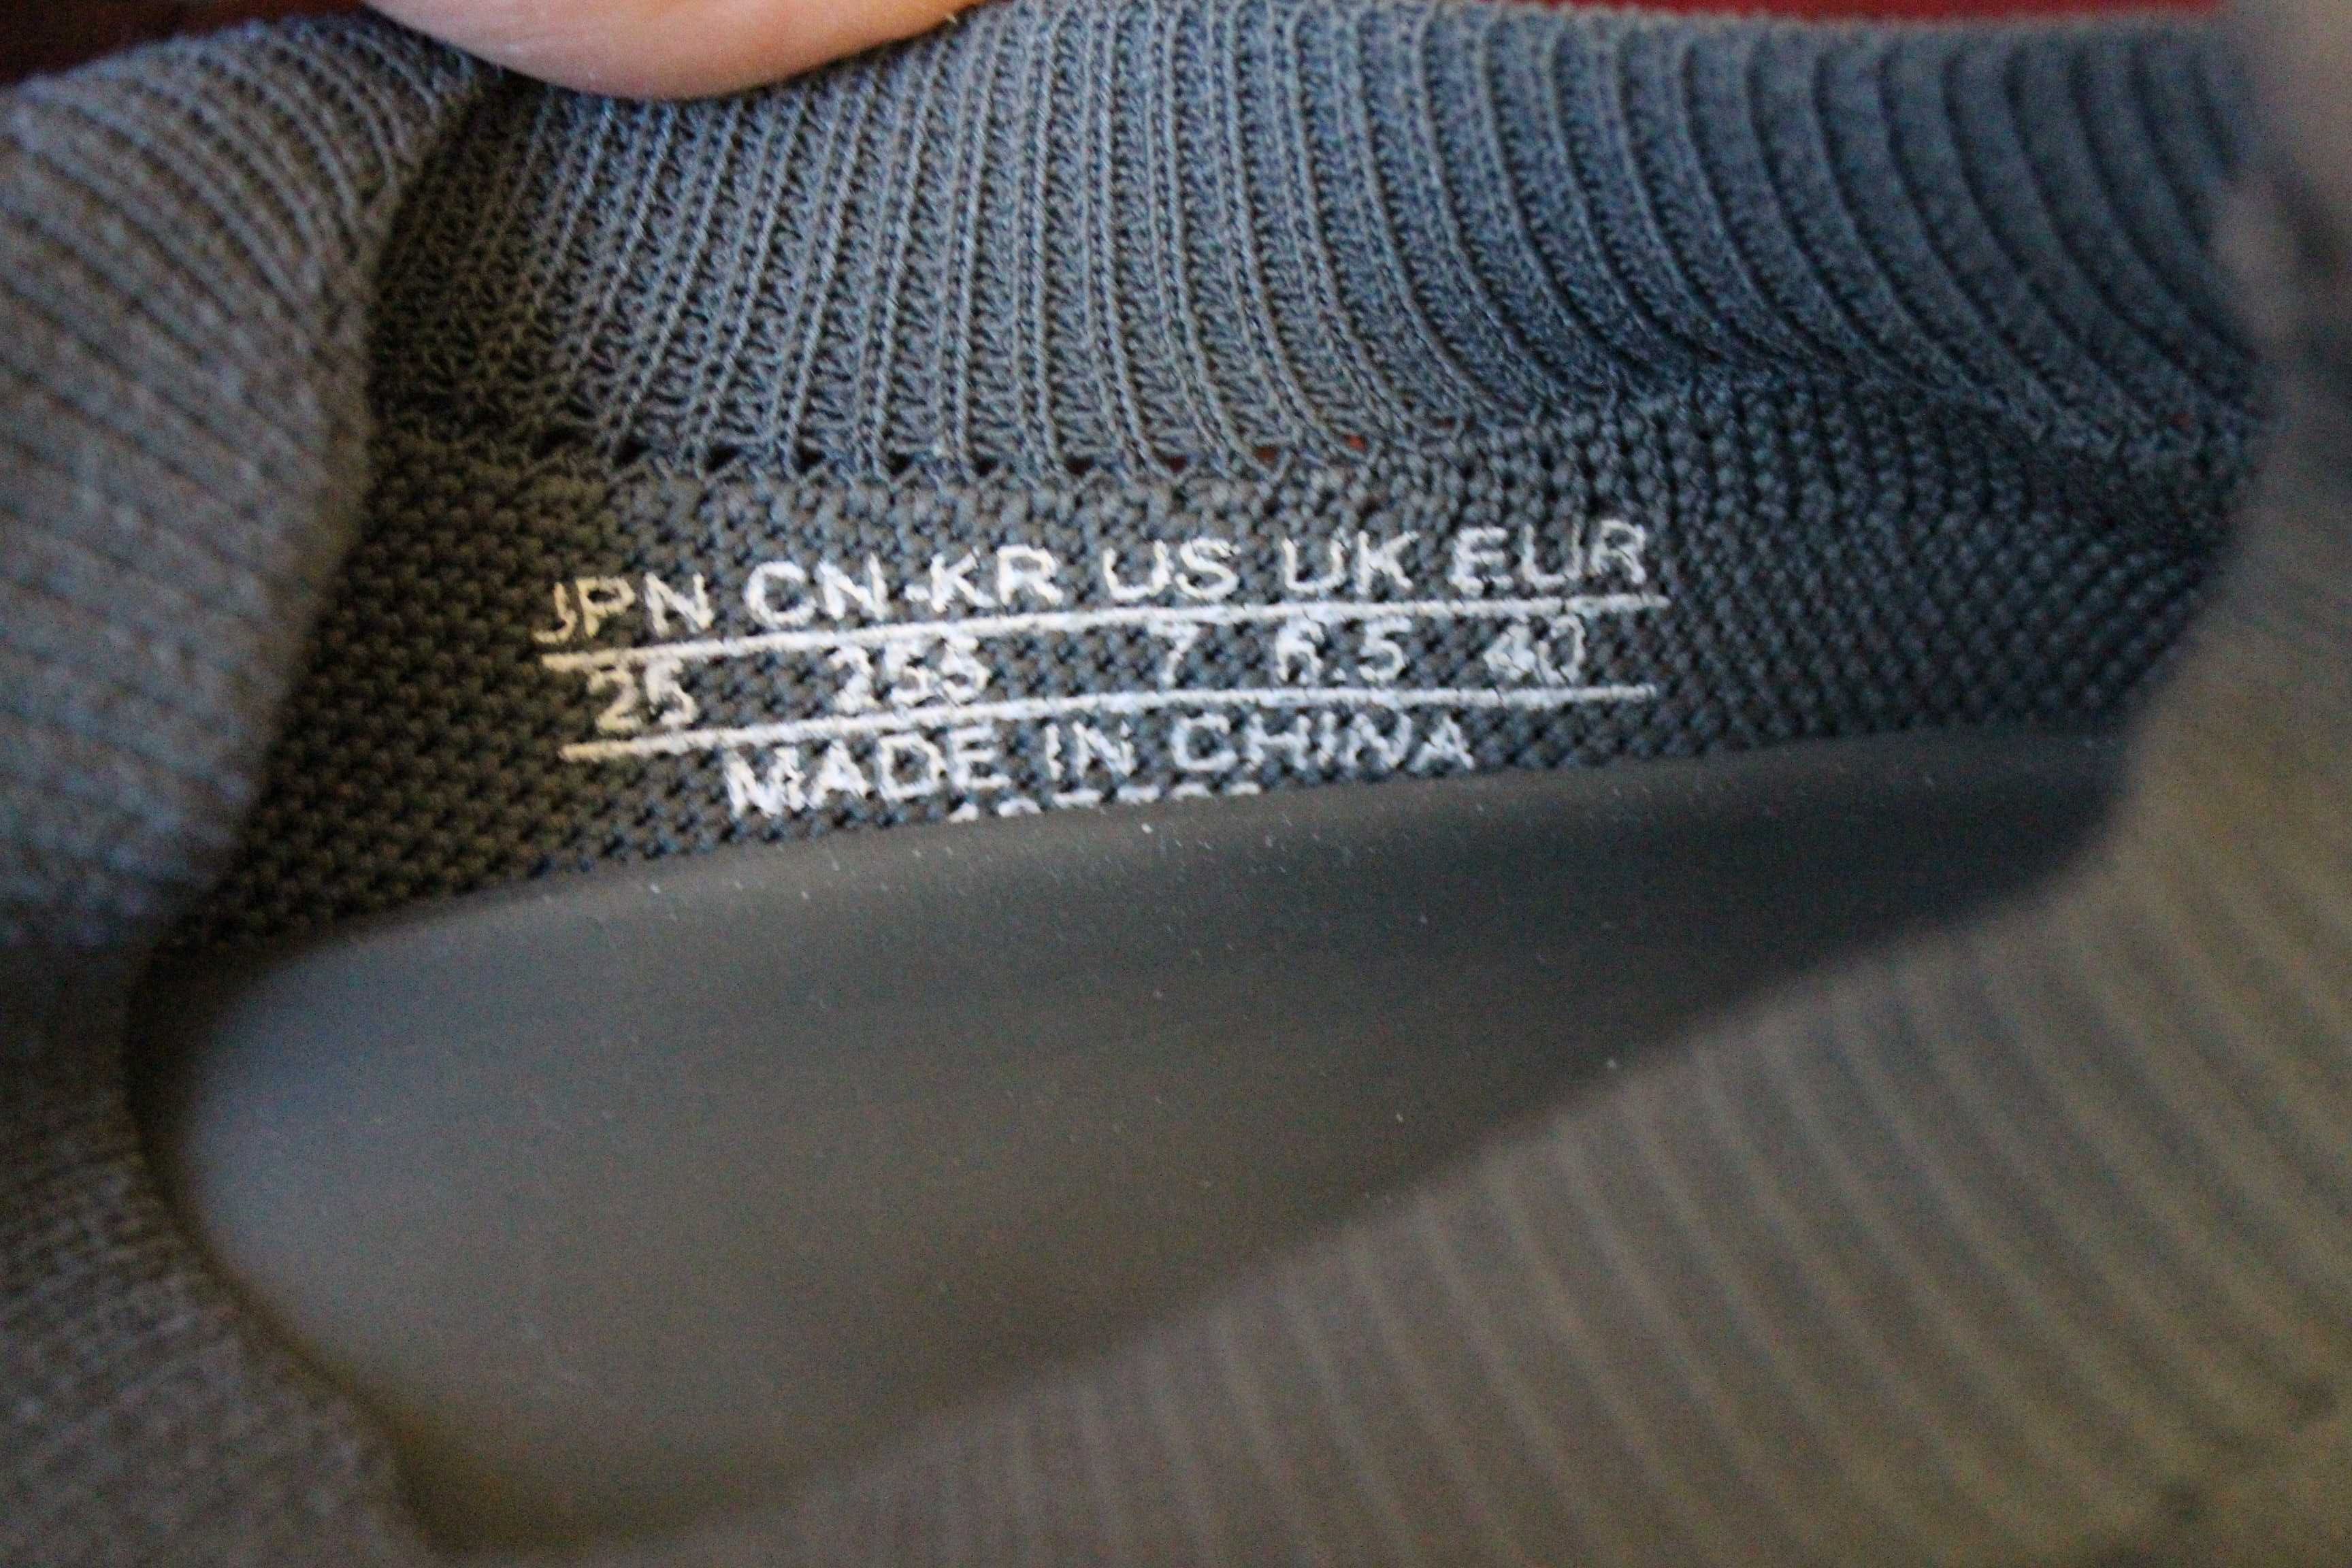 JPN CN-KR US UK EUR
25 255 7 6.5 40
MADE IN CHINA